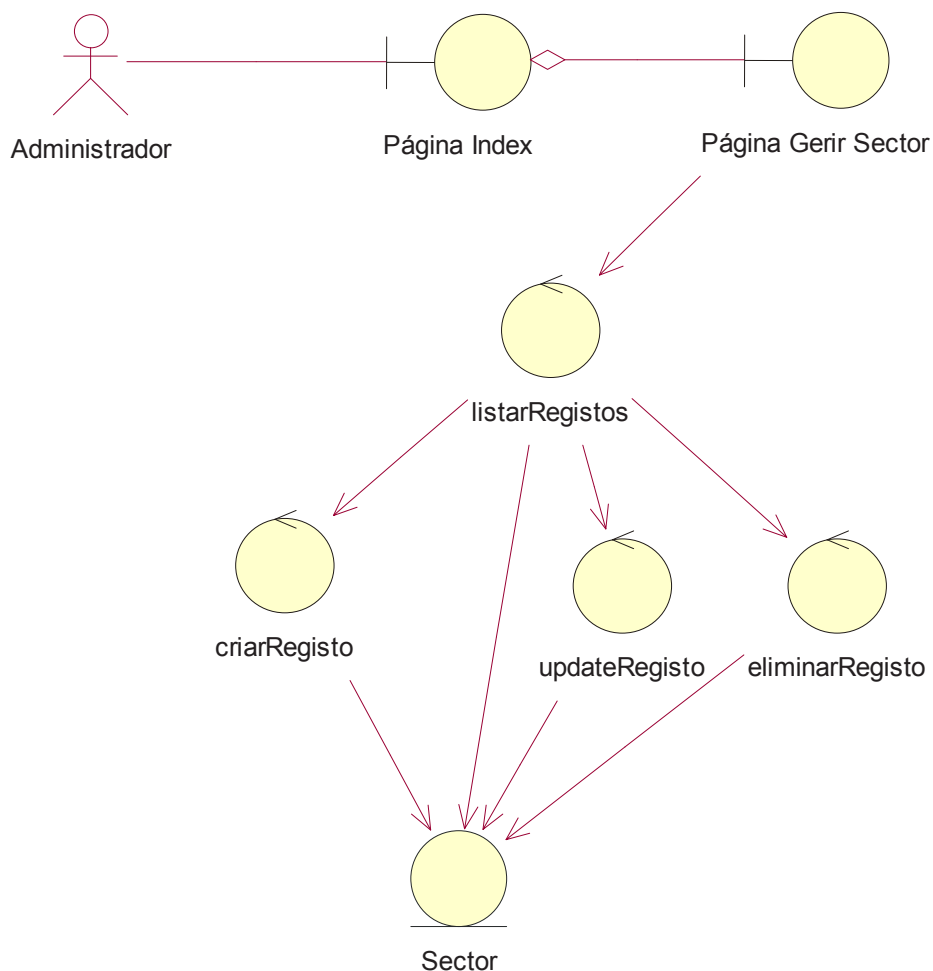 Administrador
Página Index
Página Gerir Sector
listarRegistos
criarRegisto
updateRegisto
eliminarRegisto
Sector